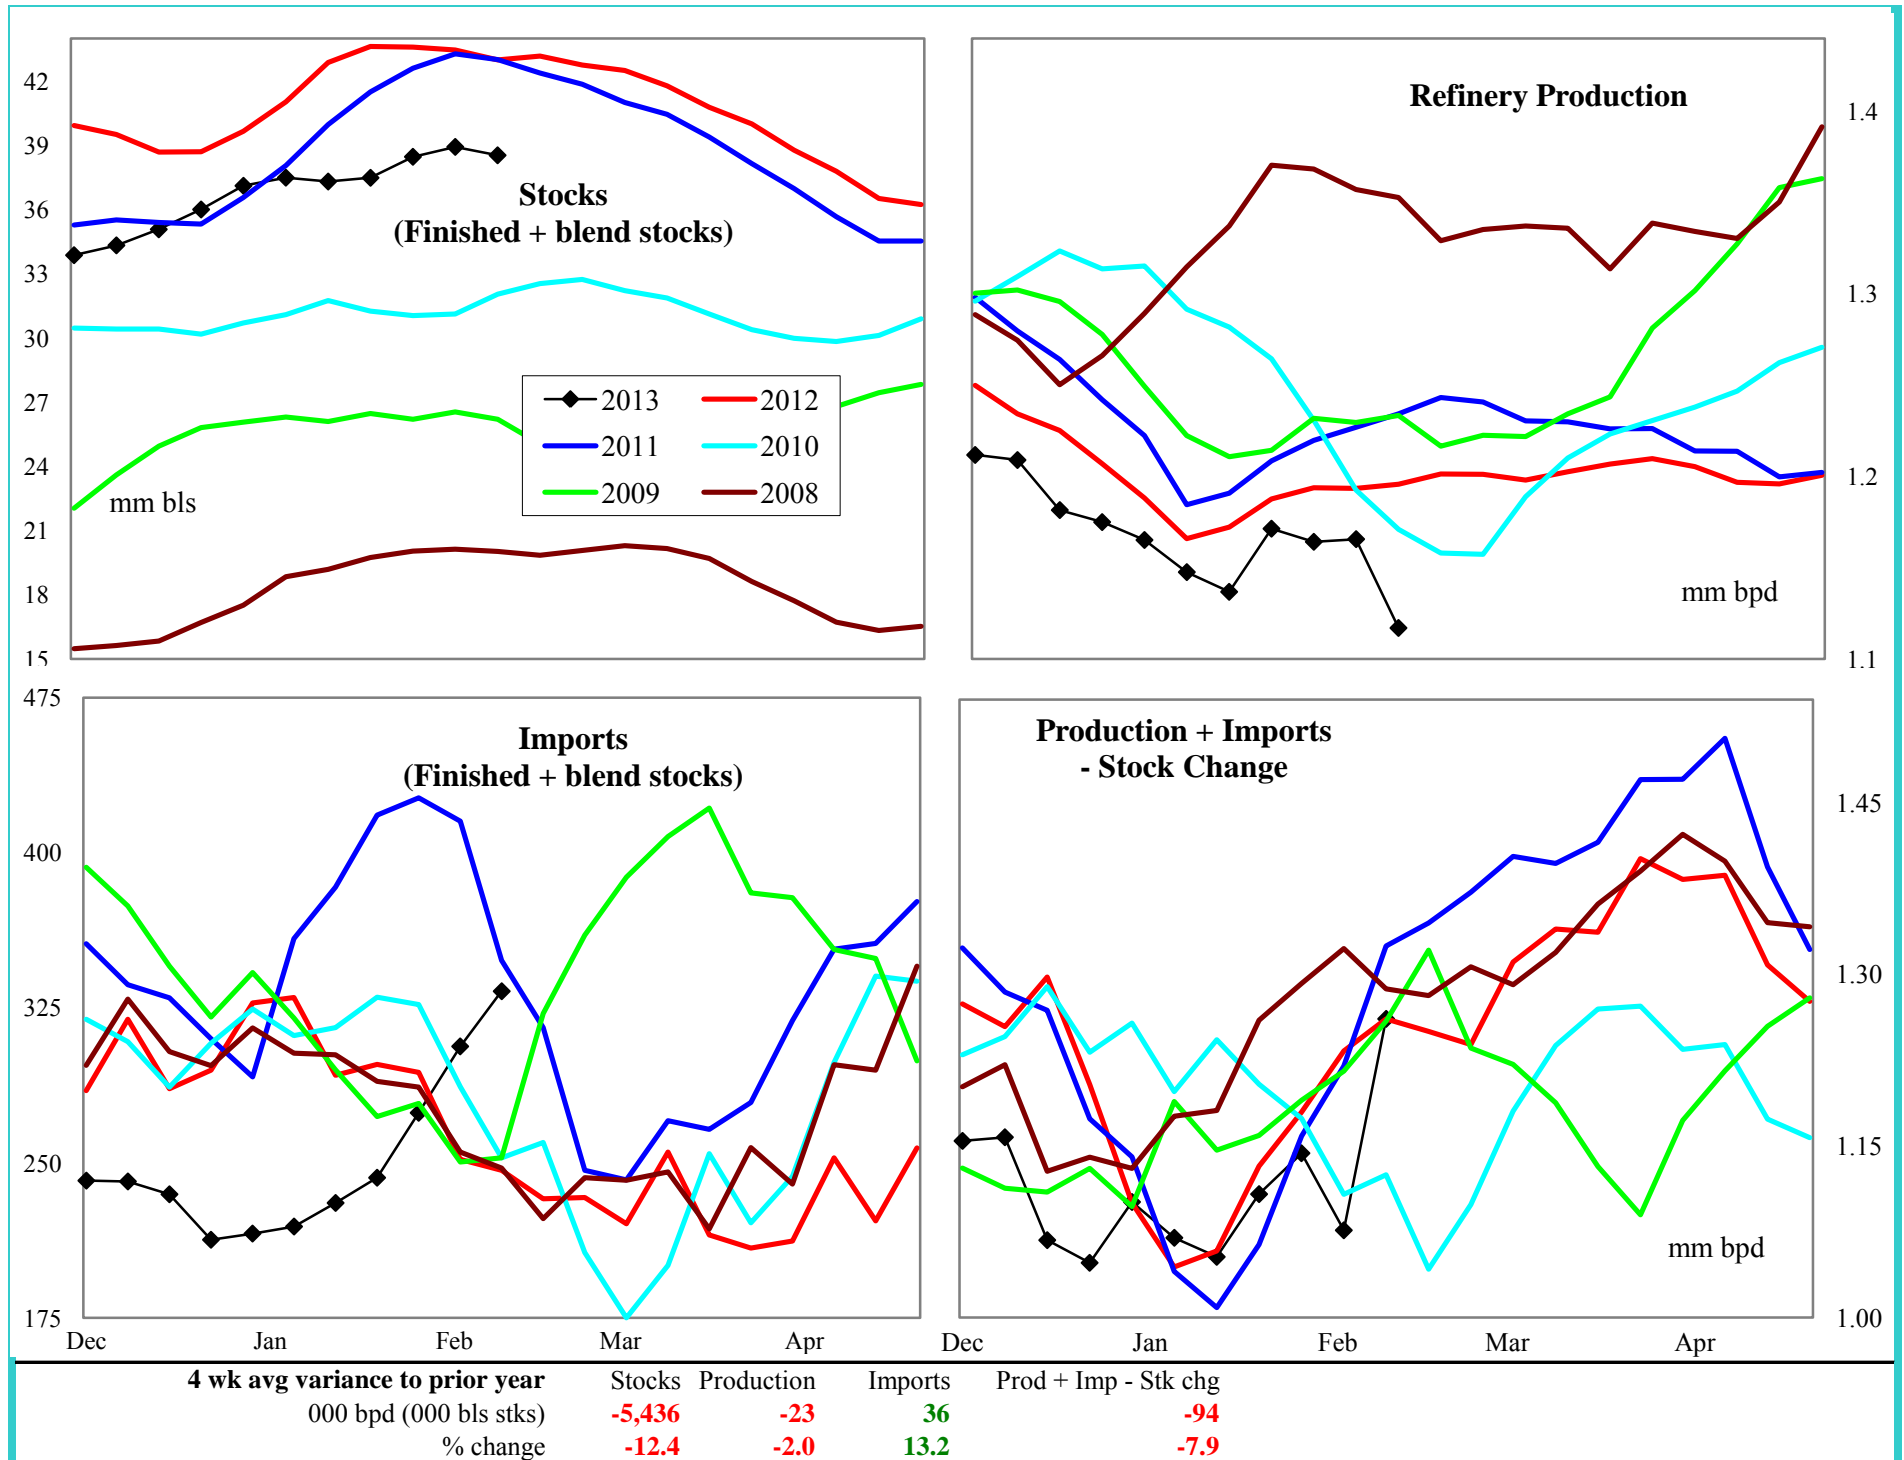 42
39
36
33
30
27
24
21
18
15
Stocks
(Finished + blend stocks)
2013 2012
2011 2010
2009 2008
mm bls
Refinery Production
1.4
1.3
1.2
1.1
mm bpd
475
400
325
250
175
Imports
(Finished + blend stocks)
Dec Jan Feb Mar Apr
Production + Imports
- Stock Change
1.45
1.30
1.15
1.00
mm bpd
Dec Jan Feb Mar Apr
4 wk avg variance to prior year Stocks Production Imports Prod + Imp - Stk chg
000 bpd (000 bls stks) -5,436 -23 36 -94
% change -12.4 -2.0 13.2 -7.9